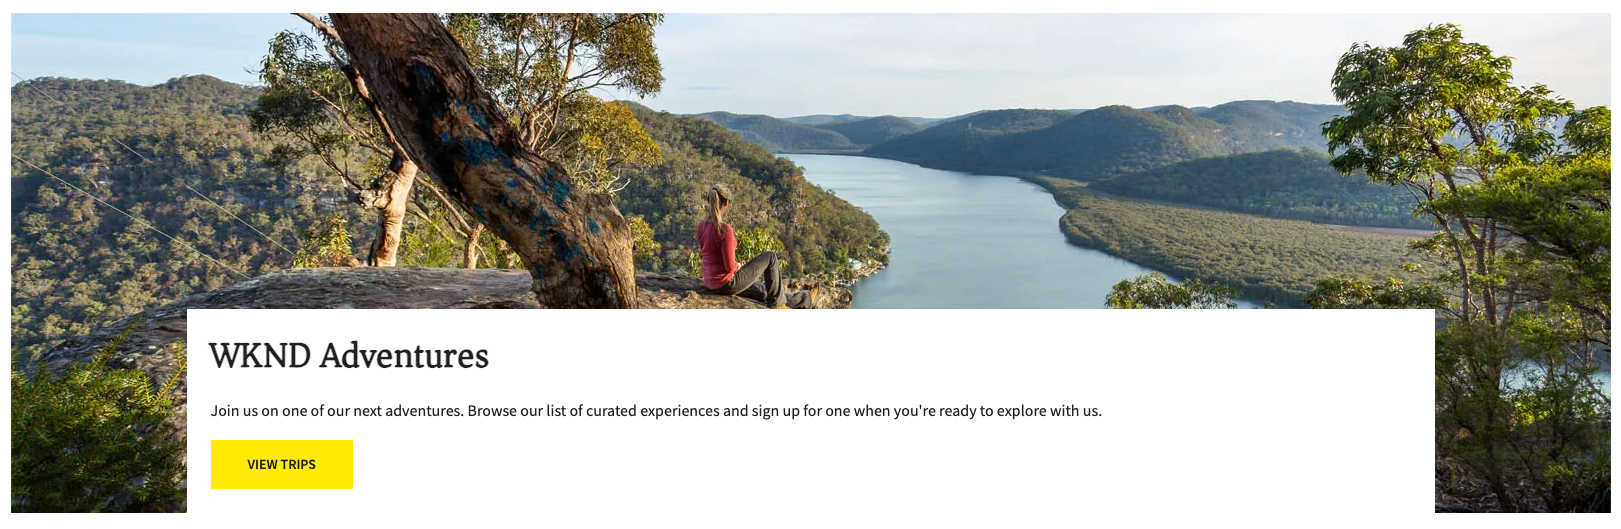 WKND Adventures
Join us on one of our next adventures. Browse our list of curated experiences and sign up for one when you're ready to explore with us.
VIEW TRIPS